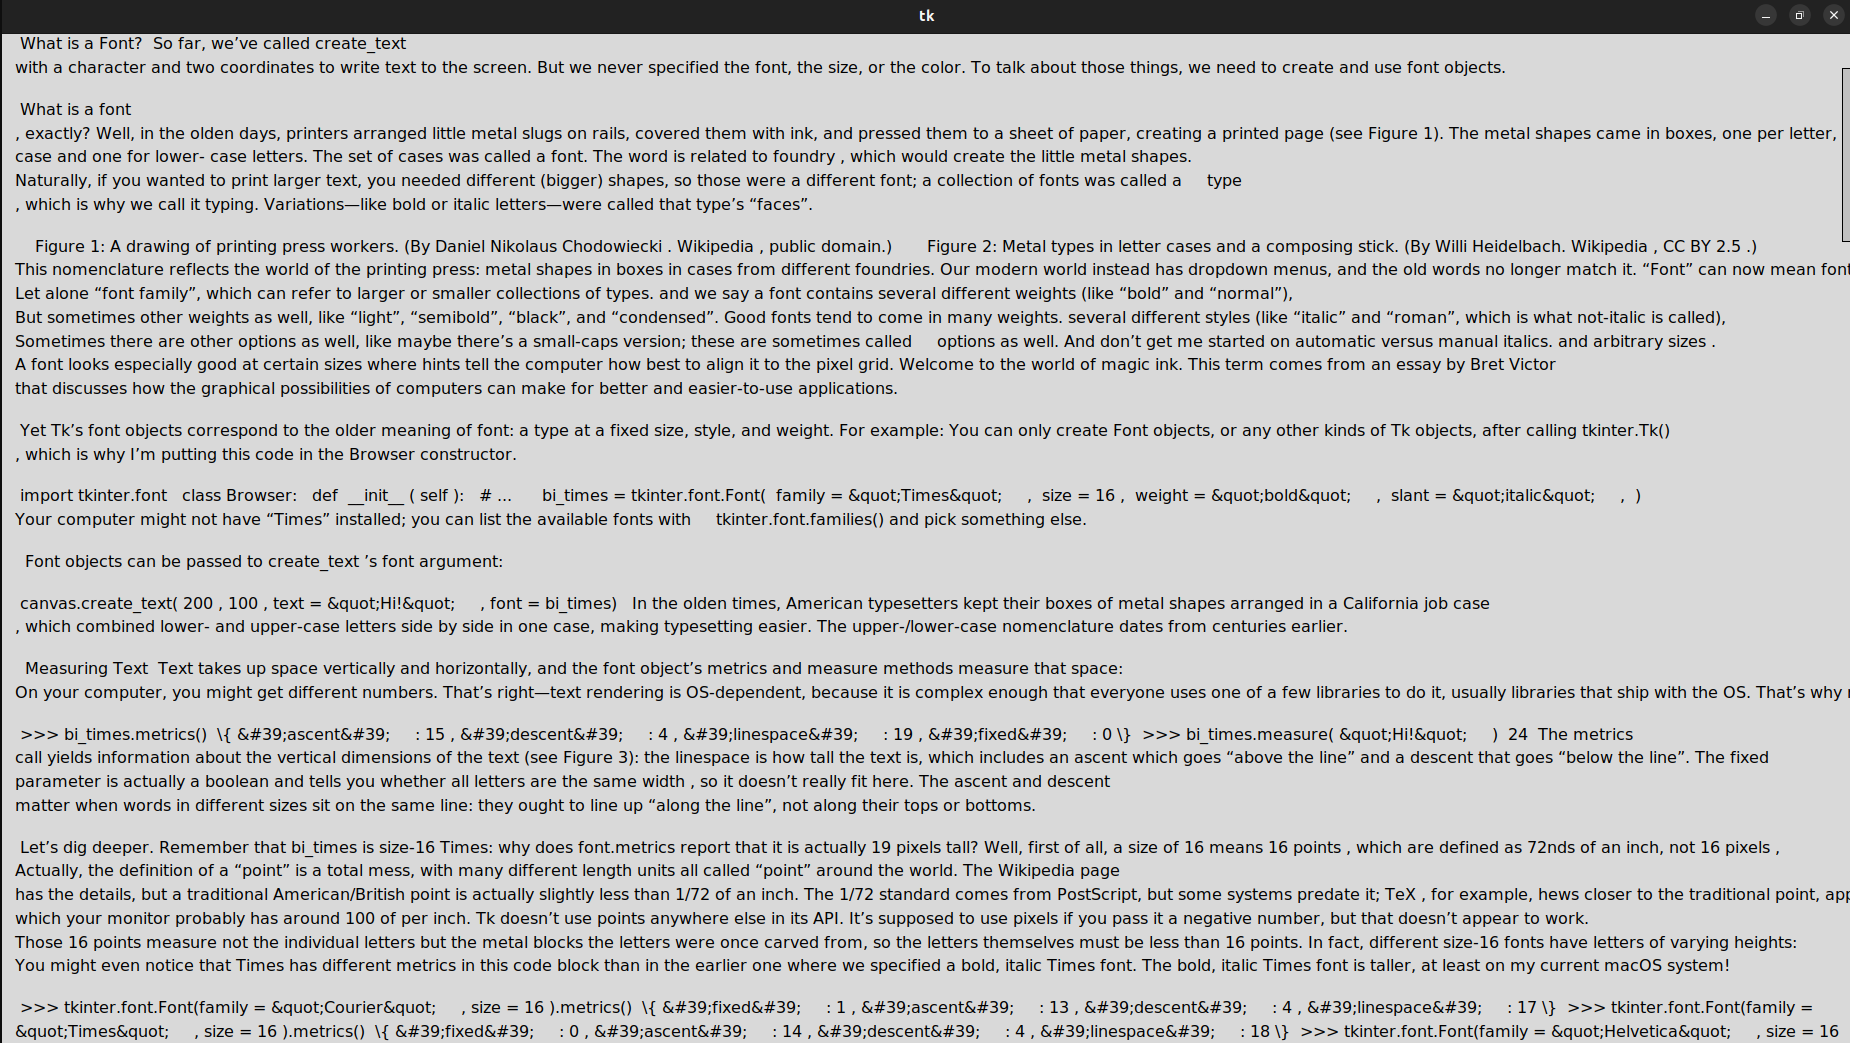 tk
What is a Font?  So far, we’ve called create_text
with a character and two coordinates to write text to the screen. But we never specified the font, the size, or the color. To talk about those things, we need to create and use font objects.
What is a font
, exactly? Well, in the olden days, printers arranged little metal slugs on rails, covered them with ink, and pressed them to a sheet of paper, creating a printed page (see Figure 1). The metal shapes came in boxes, one per letter,
case and one for lower- case letters. The set of cases was called a font. The word is related to foundry , which would create the little metal shapes.
Naturally, if you wanted to print larger text, you needed different (bigger) shapes, so those were a different font; a collection of fonts was called a     type
, which is why we call it typing. Variations—like bold or italic letters—were called that type’s “faces”.
Figure 1: A drawing of printing press workers. (By Daniel Nikolaus Chodowiecki . Wikipedia , public domain.)       Figure 2: Metal types in letter cases and a composing stick. (By Willi Heidelbach. Wikipedia , CC BY 2.5 .)
This nomenclature reflects the world of the printing press: metal shapes in boxes in cases from different foundries. Our modern world instead has dropdown menus, and the old words no longer match it. “Font” can now mean font
Let alone “font family”, which can refer to larger or smaller collections of types. and we say a font contains several different weights (like “bold” and “normal”),
But sometimes other weights as well, like “light”, “semibold”, “black”, and “condensed”. Good fonts tend to come in many weights. several different styles (like “italic” and “roman”, which is what not-italic is called),
Sometimes there are other options as well, like maybe there’s a small-caps version; these are sometimes called     options as well. And don’t get me started on automatic versus manual italics. and arbitrary sizes .
A font looks especially good at certain sizes where hints tell the computer how best to align it to the pixel grid. Welcome to the world of magic ink. This term comes from an essay by Bret Victor
that discusses how the graphical possibilities of computers can make for better and easier-to-use applications.
Yet Tk’s font objects correspond to the older meaning of font: a type at a fixed size, style, and weight. For example: You can only create Font objects, or any other kinds of Tk objects, after calling tkinter.Tk()
, which is why I’m putting this code in the Browser constructor.
import tkinter.font   class Browser:   def  __init__ ( self ):   # ...      bi_times = tkinter.font.Font(  family = &quot;Times&quot;     ,  size = 16 ,  weight = &quot;bold&quot;     ,  slant = &quot;italic&quot;     ,  )
Your computer might not have “Times” installed; you can list the available fonts with     tkinter.font.families() and pick something else.
Font objects can be passed to create_text ’s font argument:
canvas.create_text( 200 , 100 , text = &quot;Hi!&quot;     , font = bi_times)   In the olden times, American typesetters kept their boxes of metal shapes arranged in a California job case
, which combined lower- and upper-case letters side by side in one case, making typesetting easier. The upper-/lower-case nomenclature dates from centuries earlier.
Measuring Text  Text takes up space vertically and horizontally, and the font object’s metrics and measure methods measure that space:
On your computer, you might get different numbers. That’s right—text rendering is OS-dependent, because it is complex enough that everyone uses one of a few libraries to do it, usually libraries that ship with the OS. That’s why
>>> bi_times.metrics()  \{ &#39;ascent&#39;     : 15 , &#39;descent&#39;     : 4 , &#39;linespace&#39;     : 19 , &#39;fixed&#39;     : 0 \}  >>> bi_times.measure( &quot;Hi!&quot;     )  24  The metrics
call yields information about the vertical dimensions of the text (see Figure 3): the linespace is how tall the text is, which includes an ascent which goes “above the line” and a descent that goes “below the line”. The fixed
parameter is actually a boolean and tells you whether all letters are the same width , so it doesn’t really fit here. The ascent and descent
matter when words in different sizes sit on the same line: they ought to line up “along the line”, not along their tops or bottoms.
Let’s dig deeper. Remember that bi_times is size-16 Times: why does font.metrics report that it is actually 19 pixels tall? Well, first of all, a size of 16 means 16 points , which are defined as 72nds of an inch, not 16 pixels ,
Actually, the definition of a “point” is a total mess, with many different length units all called “point” around the world. The Wikipedia page
has the details, but a traditional American/British point is actually slightly less than 1/72 of an inch. The 1/72 standard comes from PostScript, but some systems predate it; TeX , for example, hews closer to the traditional point, app
which your monitor probably has around 100 of per inch. Tk doesn’t use points anywhere else in its API. It’s supposed to use pixels if you pass it a negative number, but that doesn’t appear to work.
Those 16 points measure not the individual letters but the metal blocks the letters were once carved from, so the letters themselves must be less than 16 points. In fact, different size-16 fonts have letters of varying heights:
You might even notice that Times has different metrics in this code block than in the earlier one where we specified a bold, italic Times font. The bold, italic Times font is taller, at least on my current macOS system!
>>> tkinter.font.Font(family = &quot;Courier&quot;     , size = 16 ).metrics()  \{ &#39;fixed&#39;     : 1 , &#39;ascent&#39;     : 13 , &#39;descent&#39;     : 4 , &#39;linespace&#39;     : 17 \}  >>> tkinter.font.Font(family =
&quot;Times&quot;     , size = 16 ).metrics()  \{ &#39;fixed&#39;     : 0 , &#39;ascent&#39;     : 14 , &#39;descent&#39;     : 4 , &#39;linespace&#39;     : 18 \}  >>> tkinter.font.Font(family = &quot;Helvetica&quot;     , size = 16